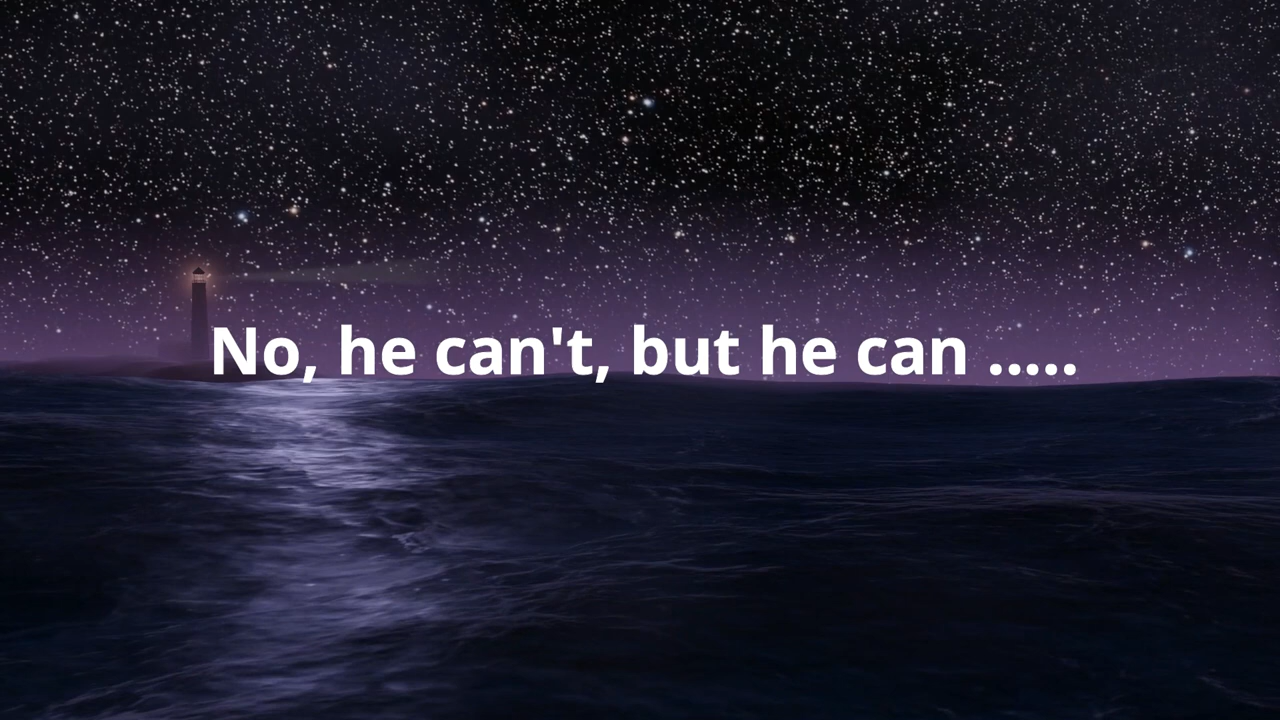 No, he can't, but he can .....